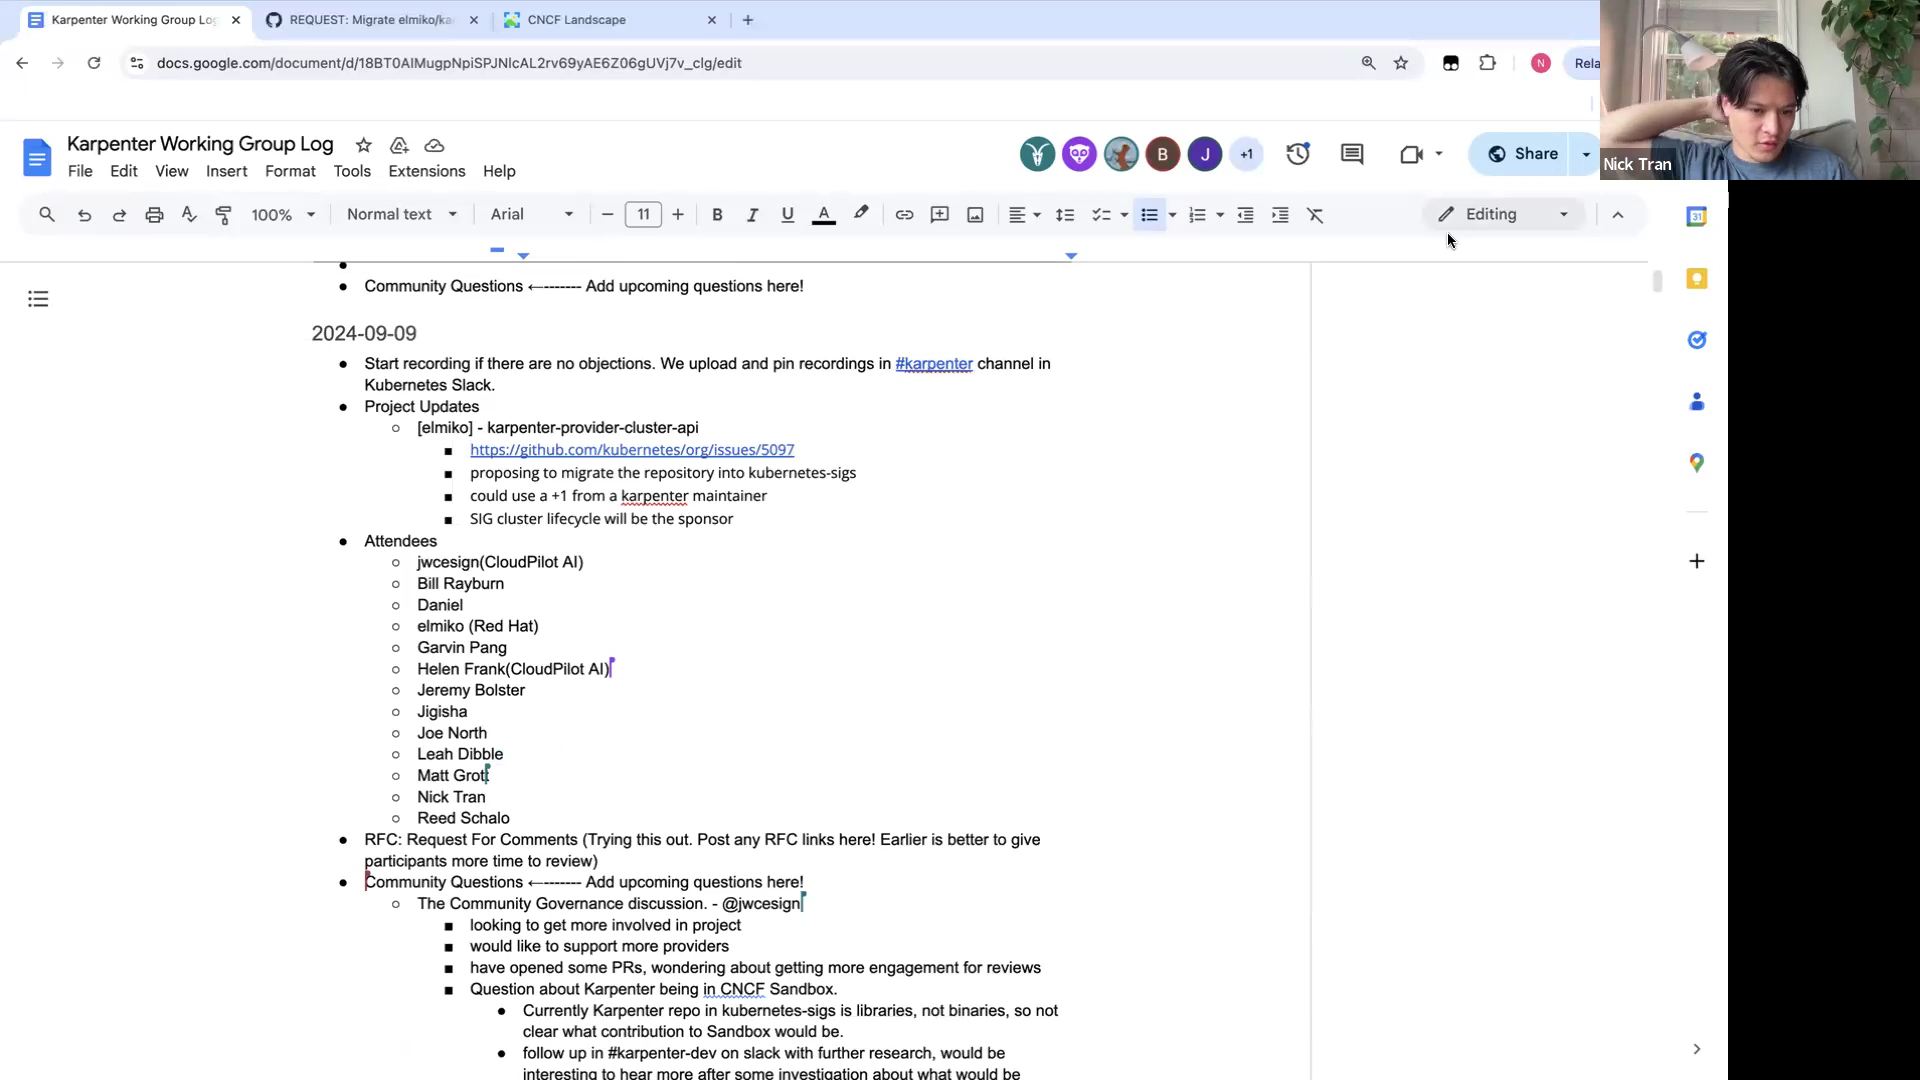 Karpenter Working Group Log
REQUEST: Migrate elmiko/ka
CNCF Landscape
docs.google.com/document/d/18BT0AlMugpNpiSPJNlcAL2rv69yAE6Z06gUVj7v_clg/edit
N
Rela
Karpenter Working Group Log
B
J
+1
Share
Nick Tran
File Edit View Insert Format Tools Extensions Help
100%
Normal text
Arial
11
Editing
31
Community Questions ←------- Add upcoming questions here!
2024-09-09
Start recording if there are no objections. We upload and pin recordings in #karpenter channel in
Kubernetes Slack.
Project Updates
[elmiko] - karpenter-provider-cluster-api
https://github.com/kubernetes/org/issues/5097
proposing to migrate the repository into kubernetes-sigs
could use a +1 from a karpenter maintainer
SIG cluster lifecycle will be the sponsor
Attendees
jwcesign(CloudPilot AI)
Bill Rayburn
Daniel
elmiko (Red Hat)
Garvin Pang
Helen Frank(CloudPilot AI)
Jeremy Bolster
Jigisha
Joe North
Leah Dibble
Matt Grott
Nick Tran
Reed Schalo
RFC: Request For Comments (Trying this out. Post any RFC links here! Earlier is better to give
participants more time to review)
Community Questions ←------- Add upcoming questions here!
The Community Governance discussion. - @jwcesign
looking to get more involved in project
would like to support more providers
have opened some PRs, wondering about getting more engagement for reviews
Question about Karpenter being in CNCF Sandbox.
Currently Karpenter repo in kubernetes-sigs is libraries, not binaries, so not
clear what contribution to Sandbox would be.
follow up in #karpenter-dev on slack with further research, would be
interesting to hear more after some investigation about what would be